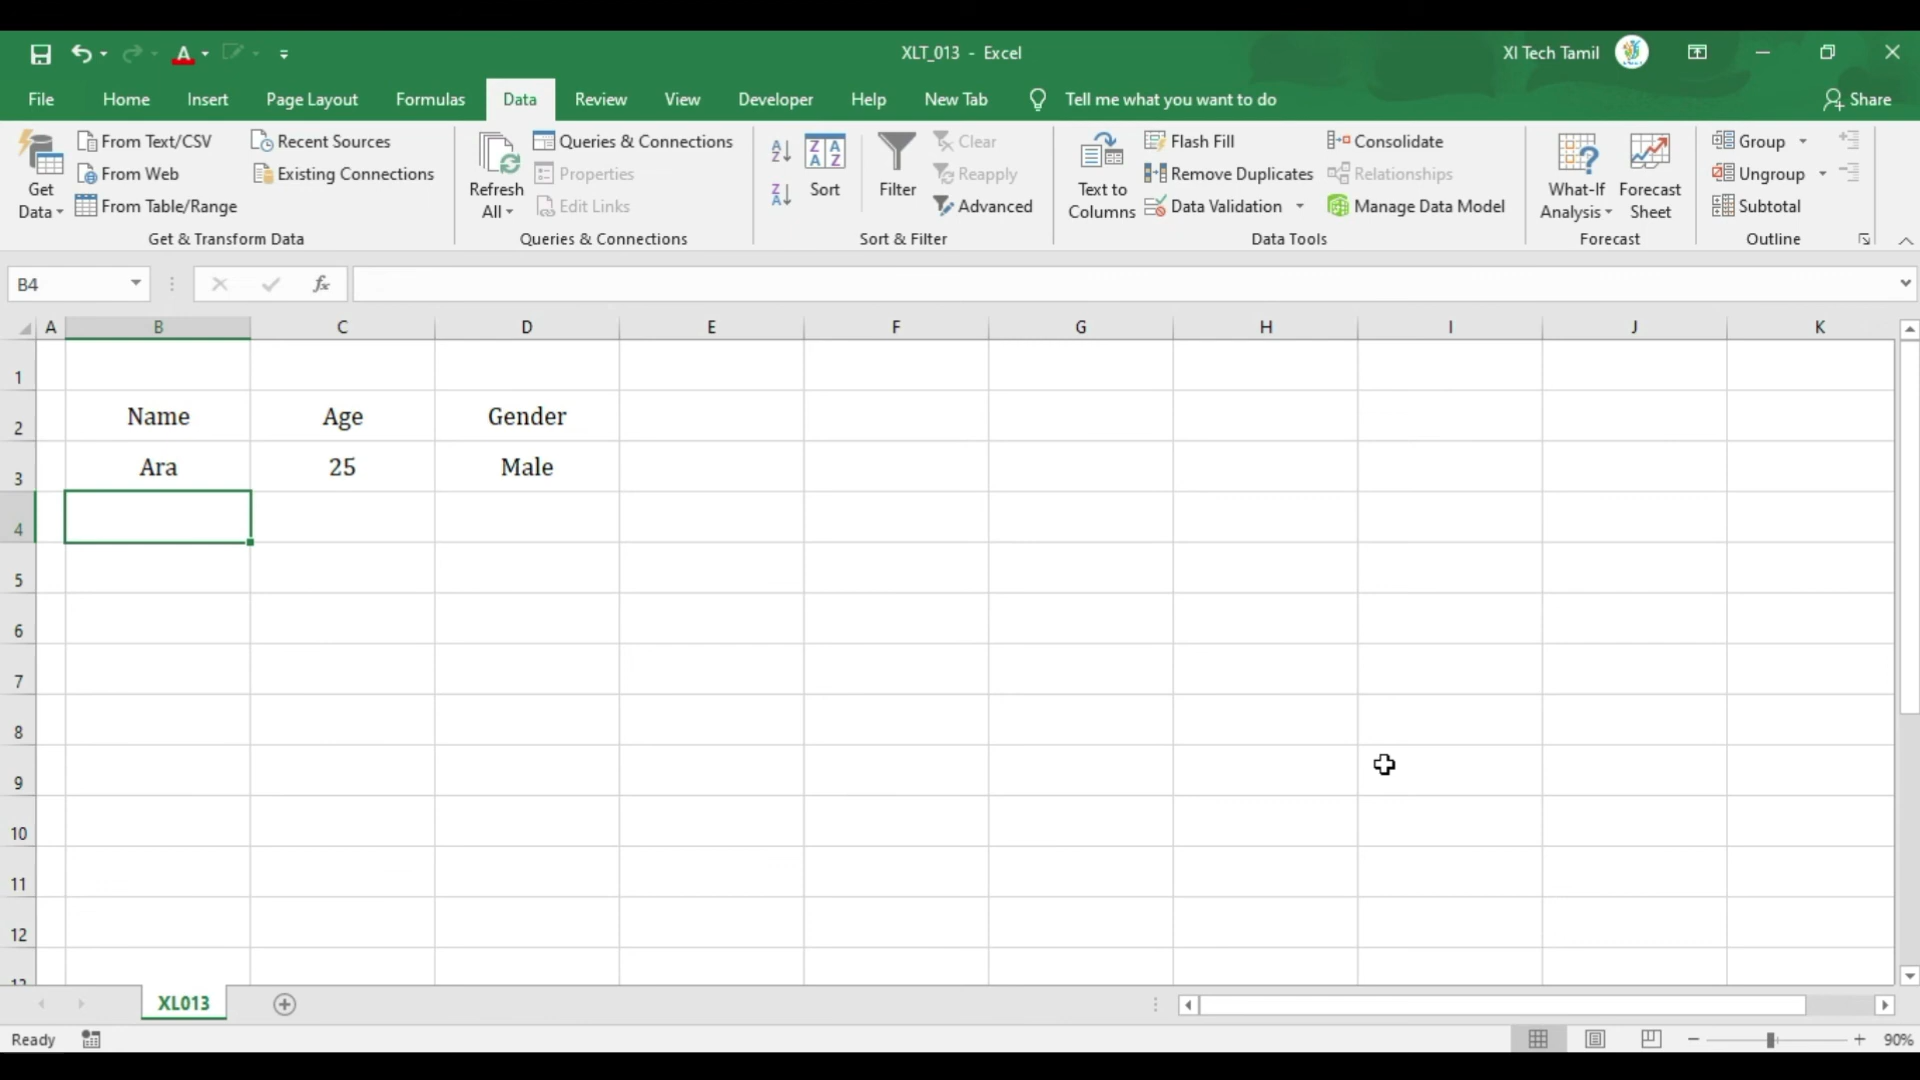 XLT_013 - Excel
XI Tech Tamil
File Home Insert Page Layout Formulas Data Review View Developer Help New Tab Tell me what you want to do Share
Get Data
From Text/CSV
From Web
From Table/Range
Recent Sources
Existing Connections
Get & Transform Data
Refresh All
Queries & Connections
Properties
Edit Links
Queries & Connections
Sort
Filter
Clear
Reapply
Advanced
Sort & Filter
Text to Columns
Flash Fill
Remove Duplicates
Data Validation
Consolidate
Relationships
Manage Data Model
Data Tools
What-If Analysis
Forecast Sheet
Forecast
Group
Ungroup
Subtotal
Outline
B4
fx
A B C D E F G H I J K
1
2 Name Age Gender
3 Ara 25 Male
4
5
6
7
8
9
10
11
12
13
XL013
Ready
90%